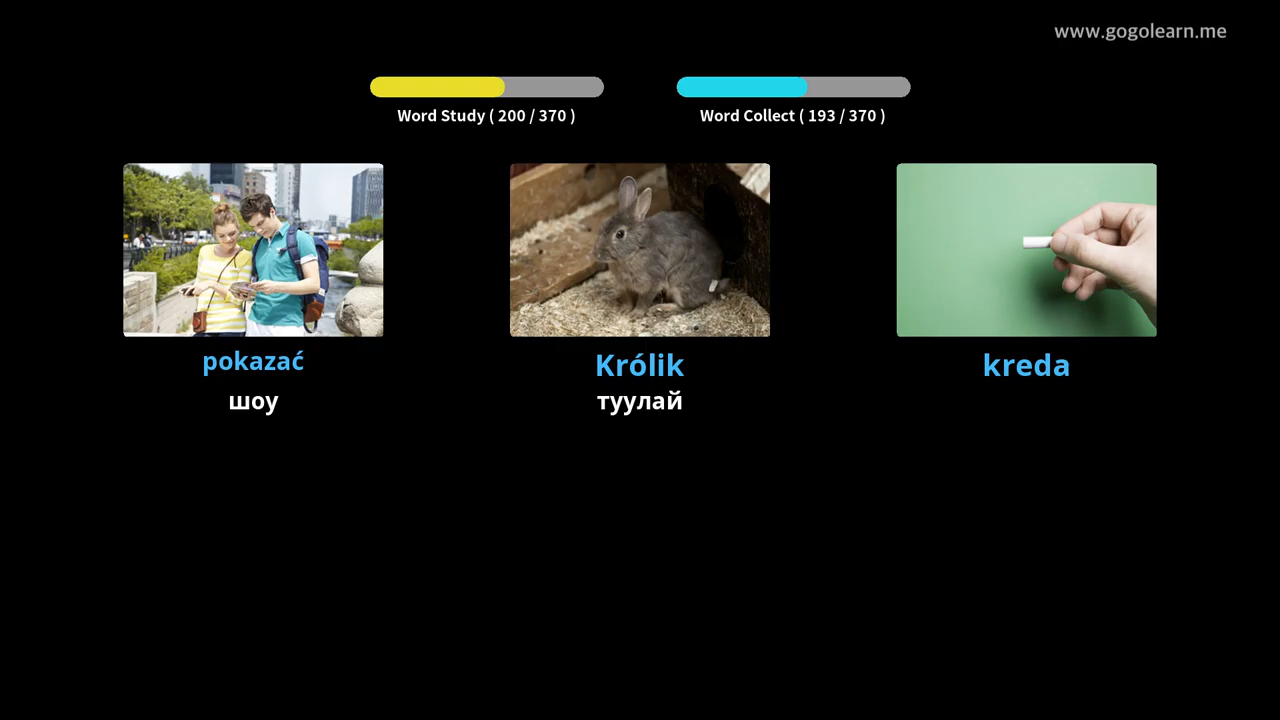 www.gogolearn.me
Word Study ( 200 / 370 )
Word Collect ( 193 / 370 )
pokazać
шоу
Królik
туулай
kreda